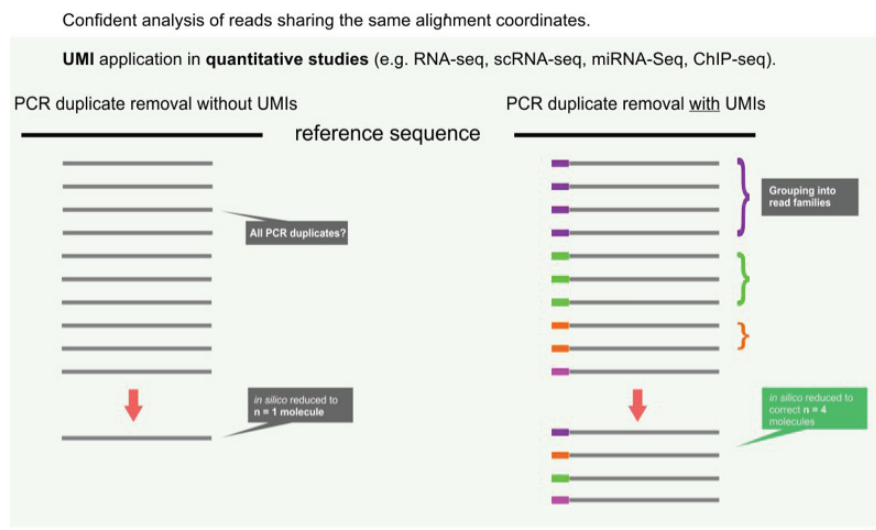 Confident analysis of reads sharing the same alighment coordinates.
UMI application in quantitative studies (e.g. RNA-seq, scRNA-seq, miRNA-Seq, ChIP-seq).
PCR duplicate removal without UMIs
PCR duplicate removal with UMIs
reference sequence
Grouping into
read families
All PCR duplicates?
in silico reduced to
n = 1 molecule
in silico reduced to
correct n = 4
molecules